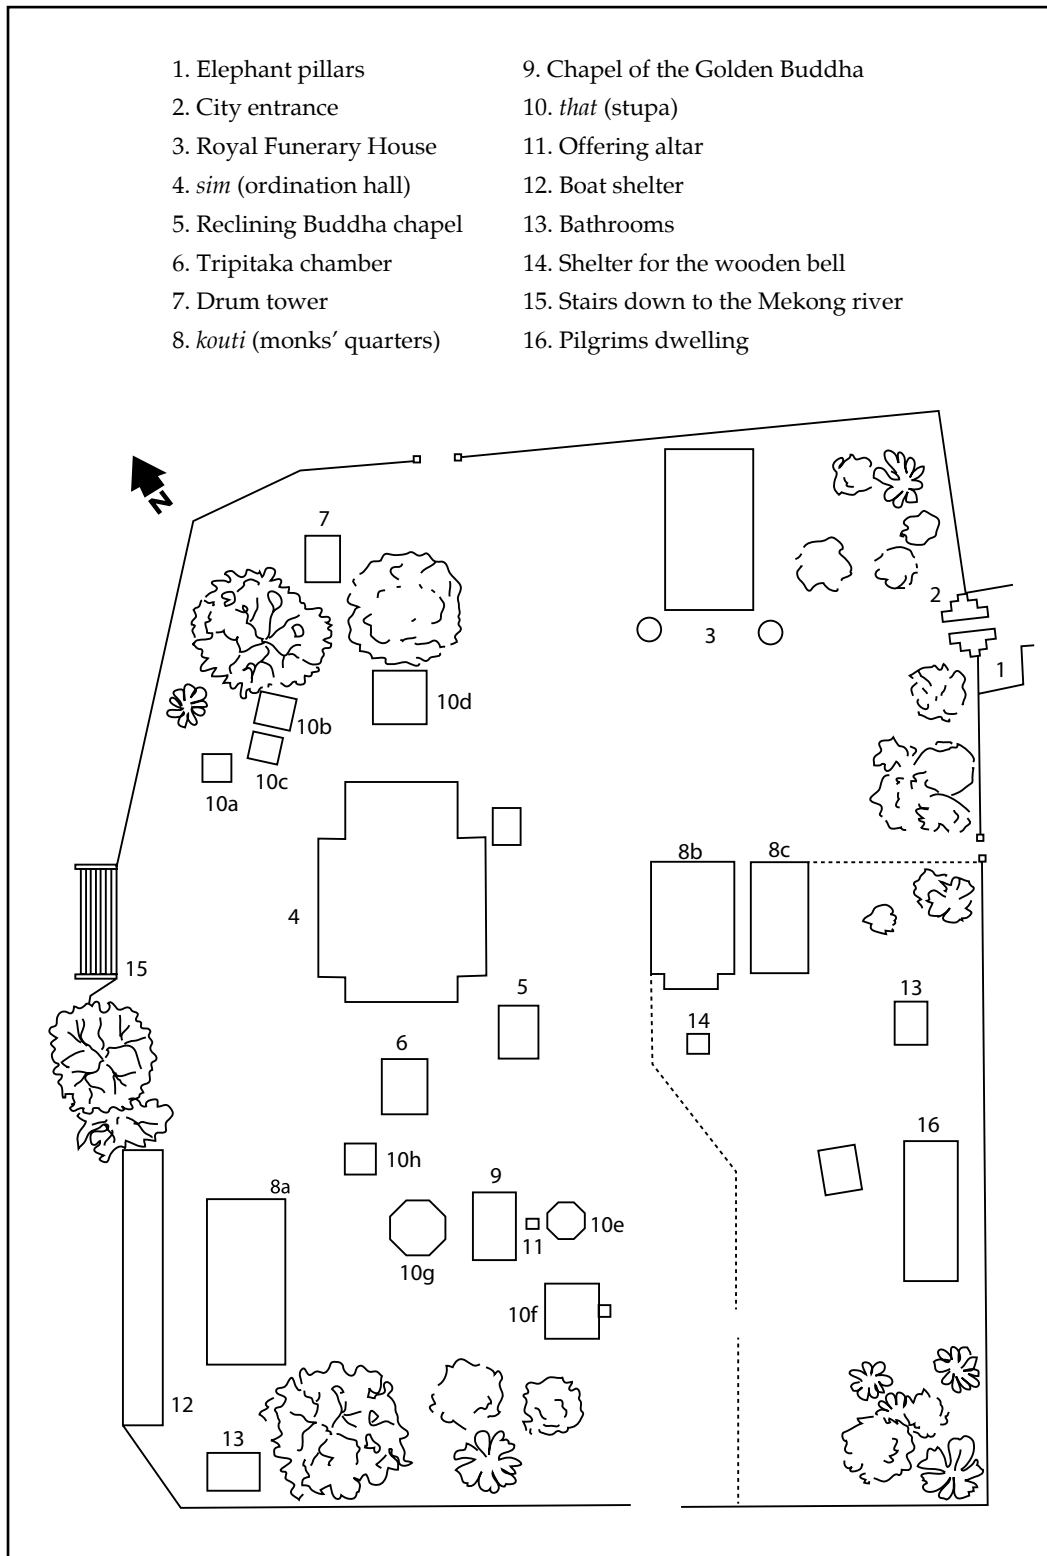 1. Elephant pillars
2. City entrance
3. Royal Funerary House
4. sim (ordination hall)
5. Reclining Buddha chapel
6. Tripitaka chamber
7. Drum tower
8. kouti (monks’ quarters)
9. Chapel of the Golden Buddha
10. that (stupa)
11. Offering altar
12. Boat shelter
13. Bathrooms
14. Shelter for the wooden bell
15. Stairs down to the Mekong river
16. Pilgrims dwelling
N
7
2
3
1
10d
10b
10c
10a
8b
8c
4
15
5
13
14
6
16
10h
9
8a
10e
11
10g
10f
12
13